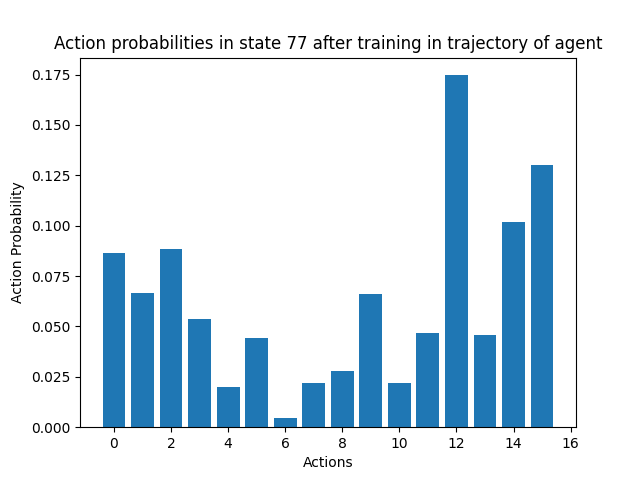 Action probabilities in state 77 after training in trajectory of agent
0.175
0.150
0.125
0.100
0.075
0.050
0.025
0.000
Action Probability
0 2 4 6 8 10 12 14 16
Actions